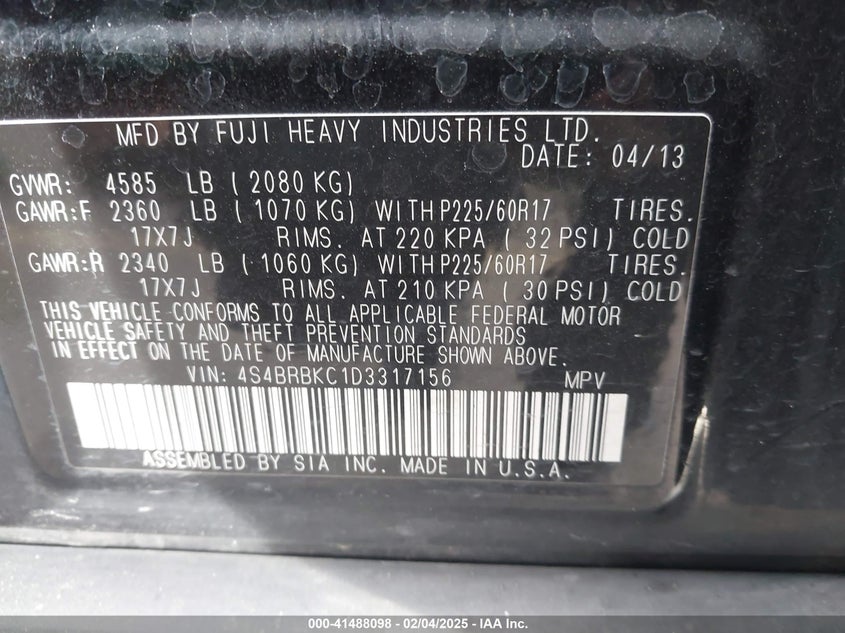 MFD BY FUJI HEAVY INDUSTRIES LTD.
DATE: 04/13
GVWR: 4585 LB ( 2080 KG)
GAWR:F 2360 LB ( 1070 KG) WITH P225/60R17 TIRES.
17X7J RIMS. AT 220 KPA ( 32 PSI) COLD
GAWR:R 2340 LB ( 1060 KG) WITH P225/60R17 TIRES.
17X7J RIMS. AT 210 KPA ( 30 PSI) COLD
THIS VEHICLE CONFORMS TO ALL APPLICABLE FEDERAL MOTOR
VEHICLE SAFETY AND THEFT PREVENTION STANDARDS
IN EFFECT ON THE DATE OF MANUFACTURE SHOWN ABOVE.
VIN: 4S4BRBKC1D3317156 MPV
ASSEMBLED BY SIA INC. MADE IN U.S.A.
000-41488098 - 02/04/2025 - IAA Inc.